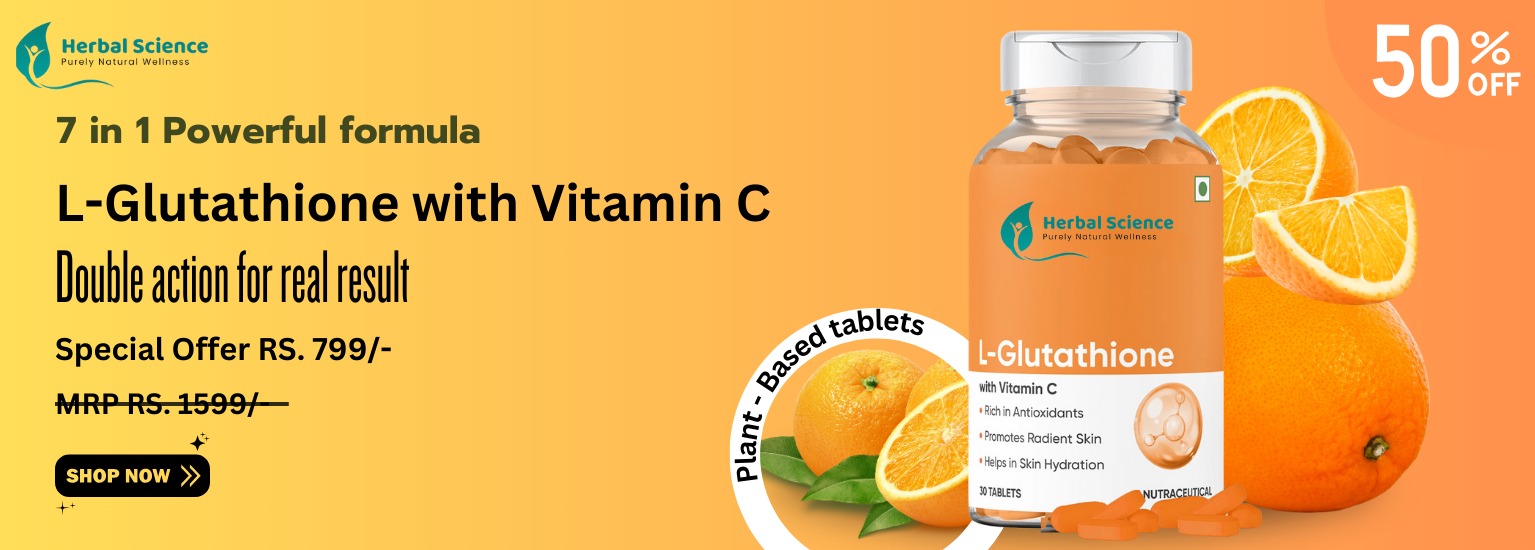 Herbal Science
Purely Natural Wellness
50% OFF
7 in 1 Powerful formula
L-Glutathione with Vitamin C
Double action for real result
Special Offer RS. 799/-
MRP RS. 1599/-
SHOP NOW
Plant - Based tablets
Herbal Science
Purely Natural Wellness
L-Glutathione
with Vitamin C
• Rich in Antioxidants
• Promotes Radient Skin
• Helps in Skin Hydration
30 TABLETS
NUTRACEUTICAL